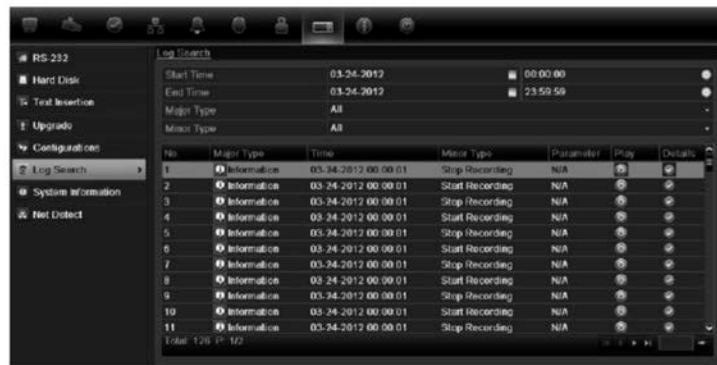 RS-232
Hard Disk
Text Insertion
Upgrade
Configurations
Log Search
System Information
Net Detect
Log Search
Start Time 03-24-2012 00:00:00
End Time 03-24-2012 23:59:59
Major Type All
Minor Type All
No Major Type Time Minor Type Parameter Play Details
1 Information 03-24-2012 00:00:01 Stop Recording N/A
2 Information 03-24-2012 00:00:01 Start Recording N/A
3 Information 03-24-2012 00:00:01 Stop Recording N/A
4 Information 03-24-2012 00:00:01 Start Recording N/A
5 Information 03-24-2012 00:00:01 Stop Recording N/A
6 Information 03-24-2012 00:00:01 Start Recording N/A
7 Information 03-24-2012 00:00:01 Stop Recording N/A
8 Information 03-24-2012 00:00:01 Start Recording N/A
9 Information 03-24-2012 00:00:01 Stop Recording N/A
10 Information 03-24-2012 00:00:01 Start Recording N/A
11 Information 03-24-2012 00:00:01 Stop Recording N/A
Total: 126 P: 1/2